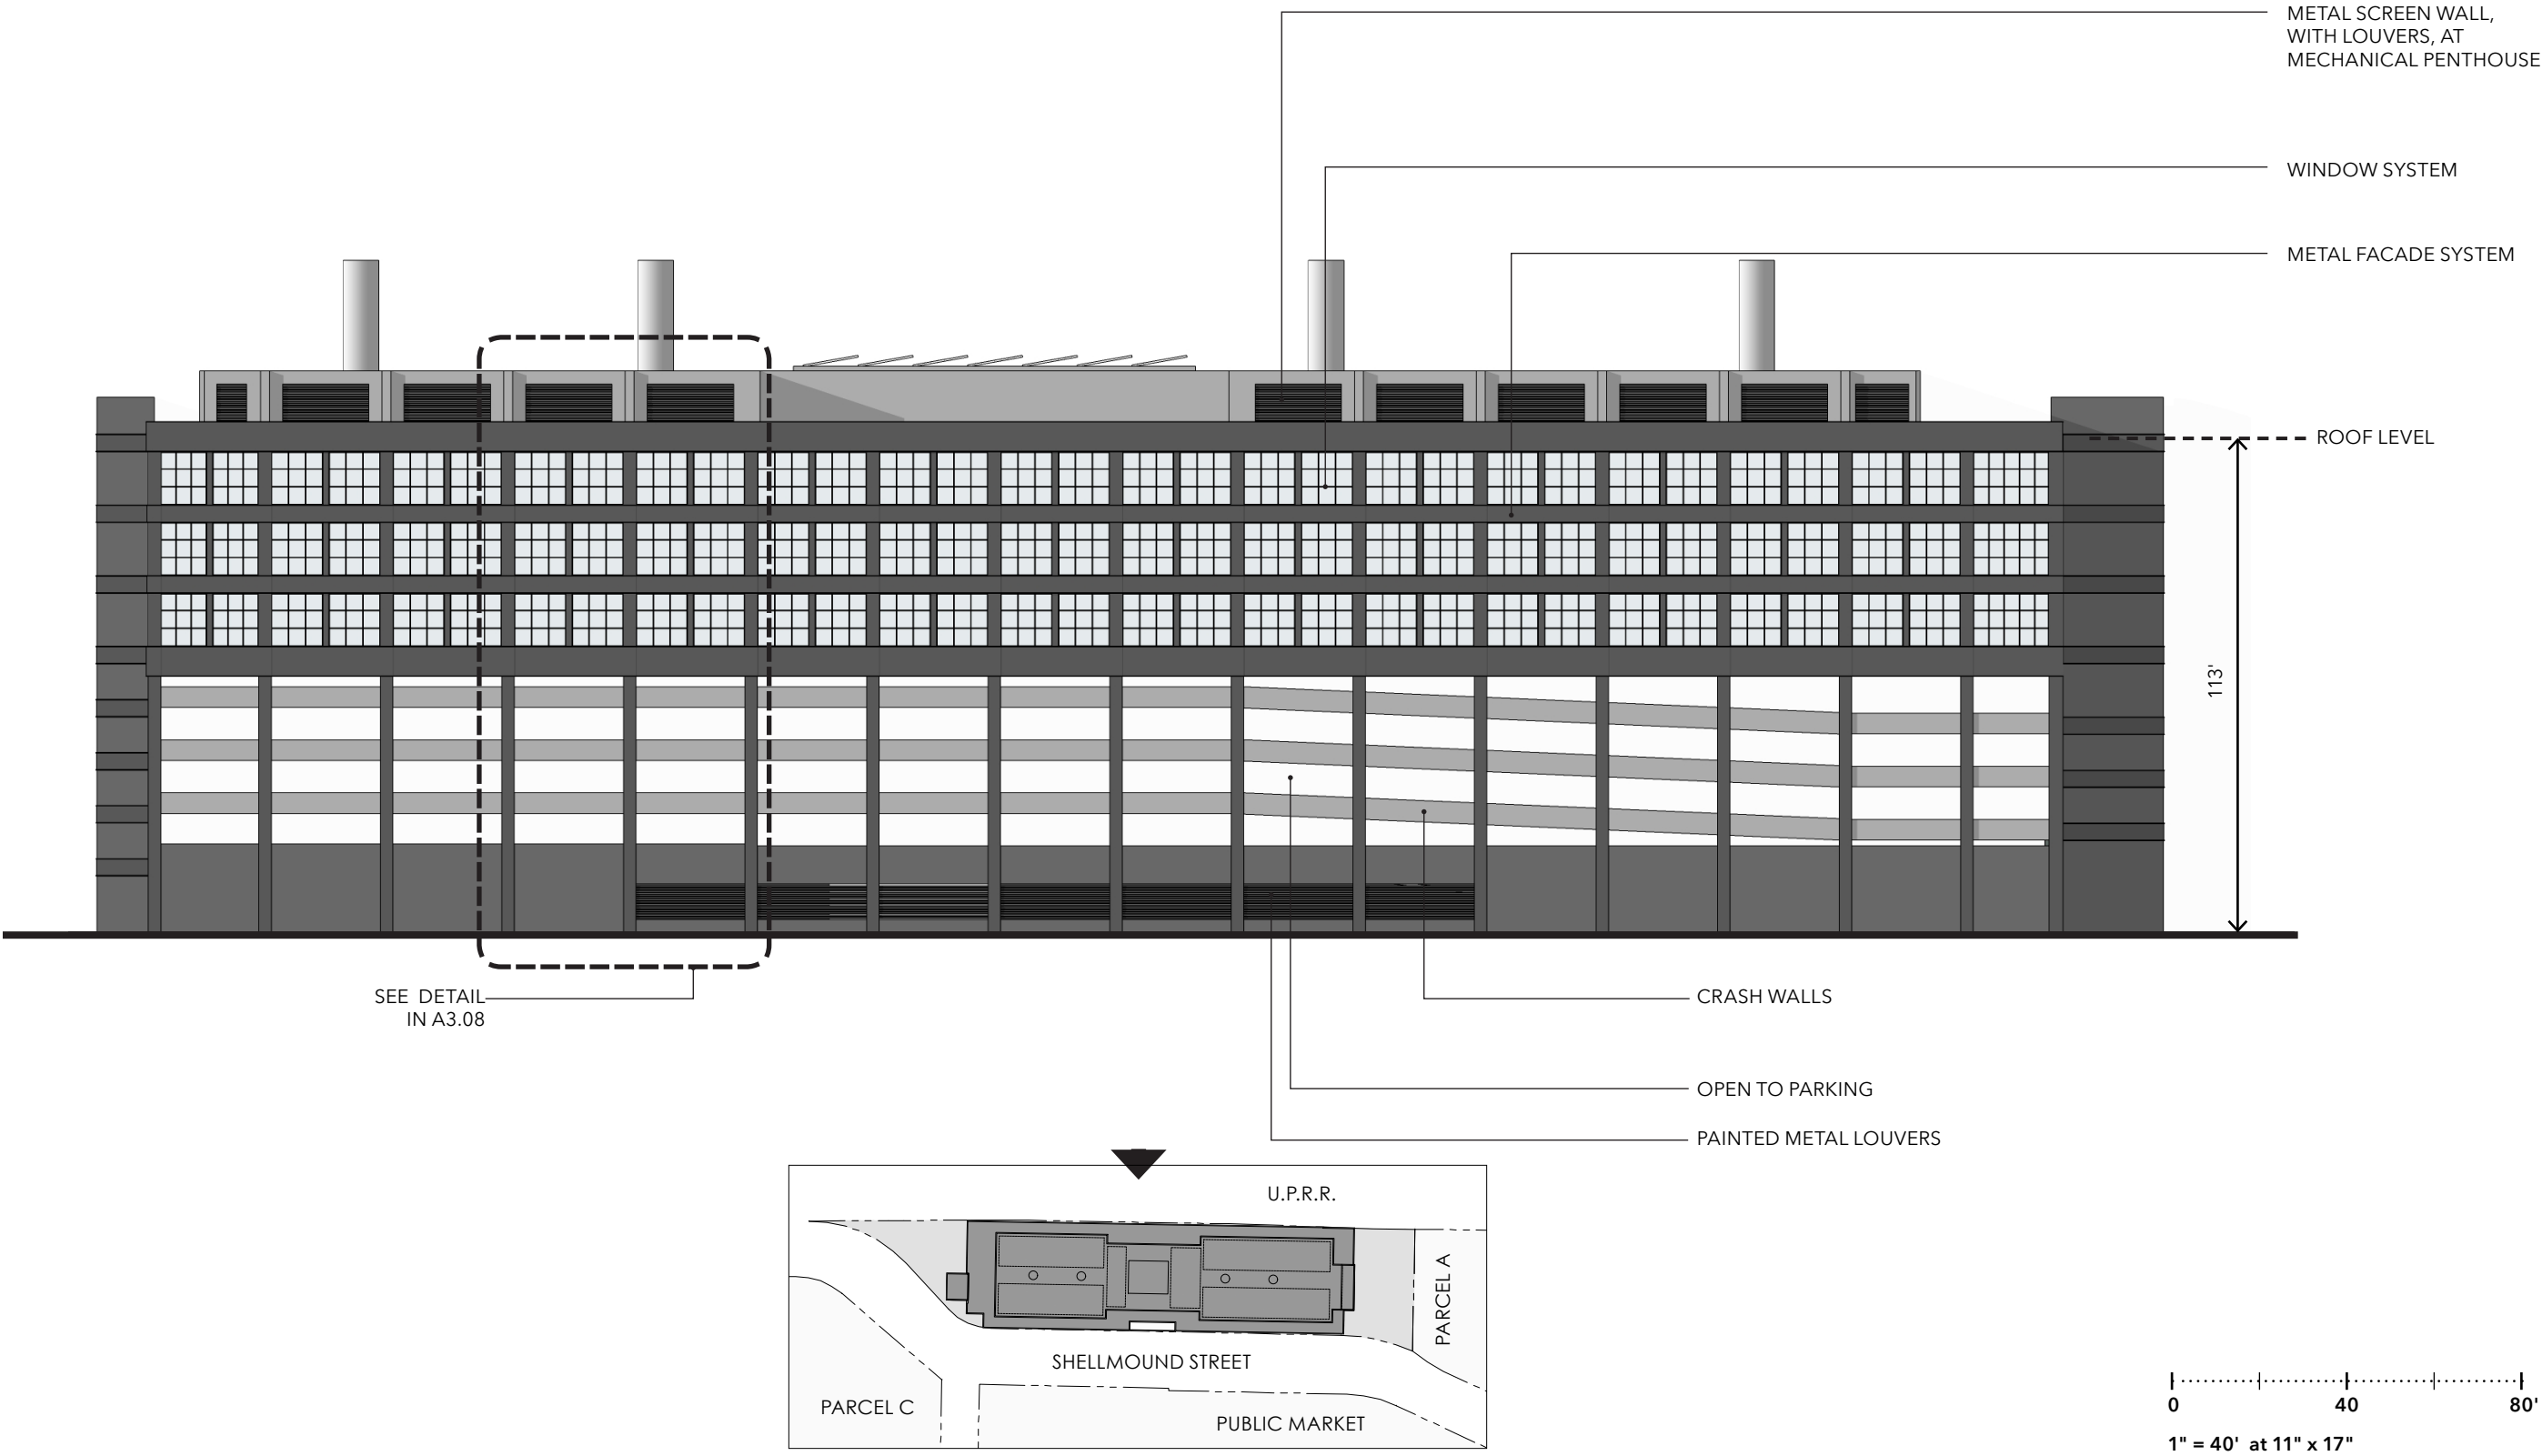 METAL SCREEN WALL,
WITH LOUVERS, AT
MECHANICAL PENTHOUSE
WINDOW SYSTEM
METAL FACADE SYSTEM
ROOF LEVEL
113'
SEE DETAIL
IN A3.08
CRASH WALLS
OPEN TO PARKING
PAINTED METAL LOUVERS
U.P.R.R.
PARCEL A
SHELLMOUND STREET
PARCEL C
PUBLIC MARKET
0 40 80'
1" = 40' at 11" x 17"